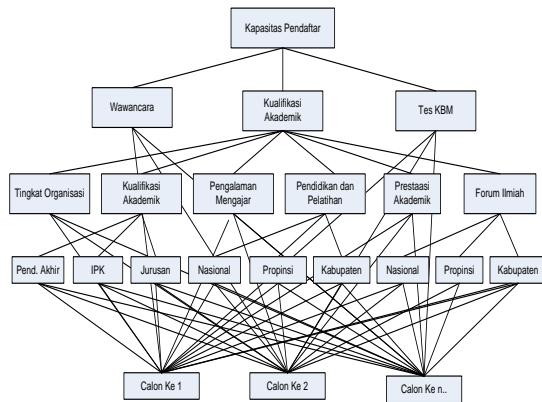 Kapasitas Pendaftar
Wawancara
Kualifikasi
Akademik
Tes KBM
Tingkat Organisasi
Kualifikasi
Akademik
Pengalaman
Mengajar
Pendidikan dan
Pelatihan
Prestaasi
Akademik
Forum Ilmiah
Pend. Akhir
IPK
Jurusan
Nasional
Propinsi
Kabupaten
Nasional
Propinsi
Kabupaten
Calon Ke 1
Calon Ke 2
Calon Ke n..